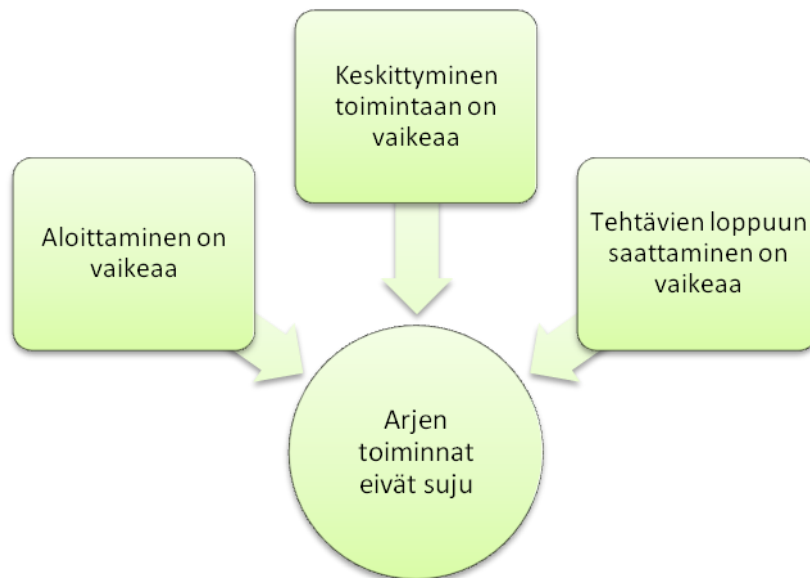 Keskittyminen
toimintaan on
vaikeaa
Aloittaminen on
vaikeaa
Tehtävien loppuun
saattaminen on
vaikeaa
Arjen
toiminnat
eivät suju